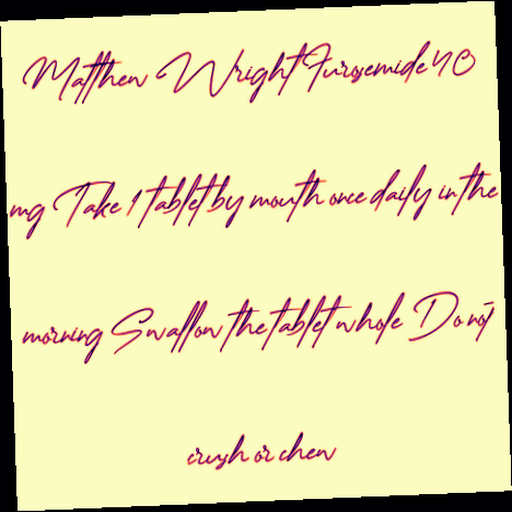 Matthew Wright Furosemide 40
mg Take 1 tablet by mouth once daily in the
morning Swallow the tablet whole Do not
crush or chew